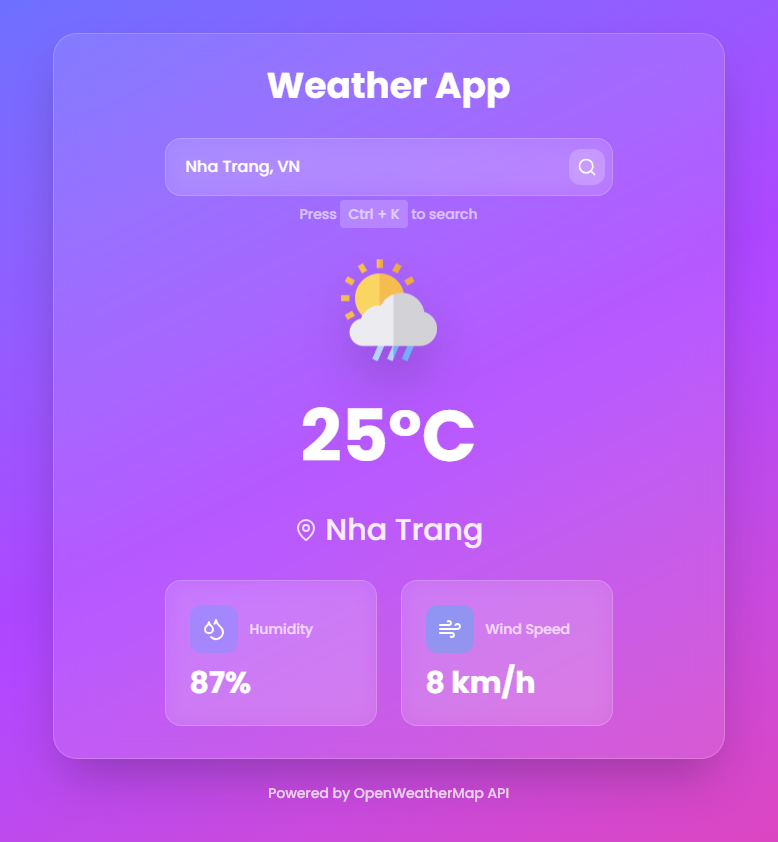 Weather App
Nha Trang, VN
Press Ctrl + K to search
25°C
Nha Trang
Humidity
87%
Wind Speed
8 km/h
Powered by OpenWeatherMap API